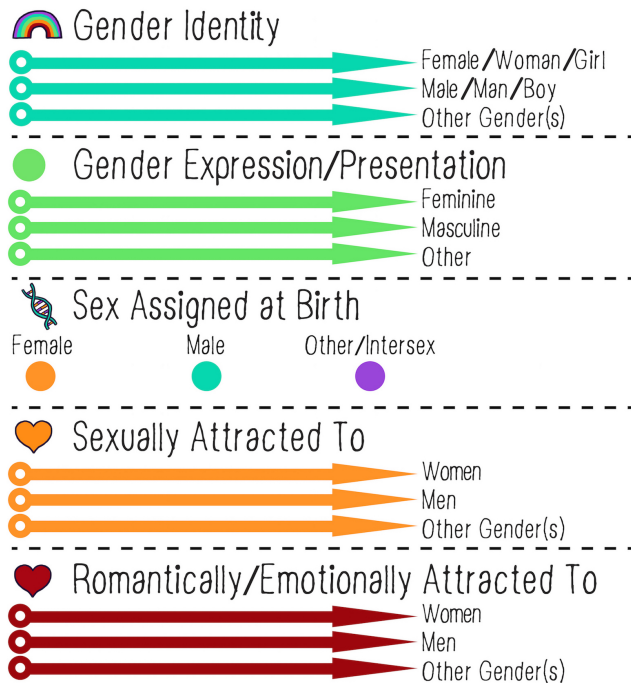 Gender Identity
Female/Woman/Girl
Male/Man/Boy
Other Gender(s)
Gender Expression/Presentation
Feminine
Masculine
Other
Sex Assigned at Birth
Female Male Other/Intersex
Sexually Attracted To
Women
Men
Other Gender(s)
Romantically/Emotionally Attracted To
Women
Men
Other Gender(s)